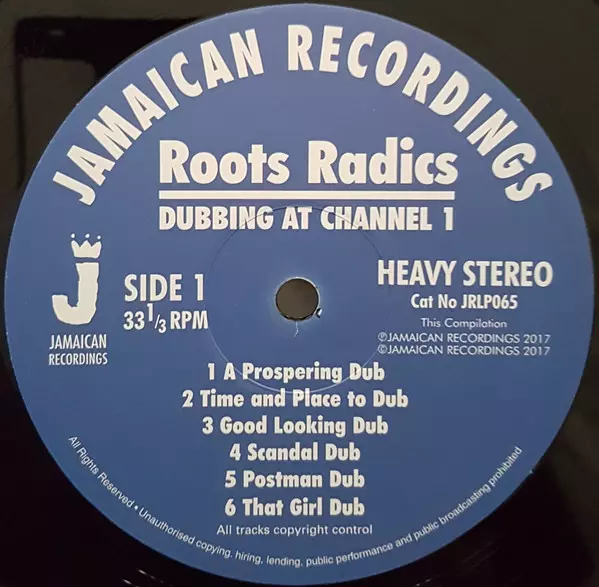 JAMAICAN RECORDINGS
Roots Radics
DUBBING AT CHANNEL 1
J
JAMAICAN
RECORDINGS
SIDE 1
33 1/3 RPM
HEAVY STEREO
Cat No JRLP065
This Compilation
ⓅJAMAICAN RECORDINGS 2017
©JAMAICAN RECORDINGS 2017
1 A Prospering Dub
2 Time and Place to Dub
3 Good Looking Dub
4 Scandal Dub
5 Postman Dub
6 That Girl Dub
All tracks copyright control
All Rights Reserved • Unauthorised copying, hiring, lending, public performance and public broadcasting prohibited